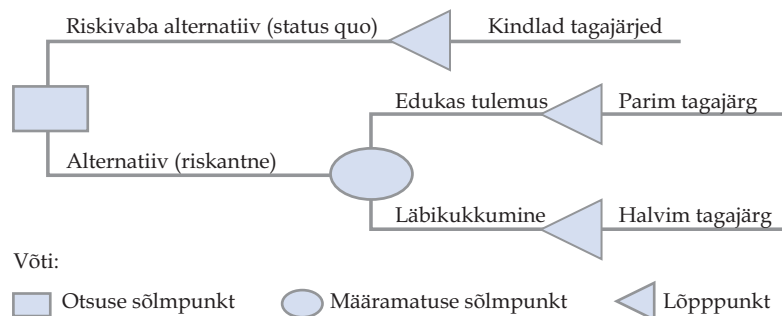 Riskivaba alternatiiv (status quo)
Kindlad tagajärjed
Edukas tulemus
Parim tagajärg
Alternatiiv (riskantne)
Läbikukkumine
Halvim tagajärg
Võti:
Otsuse sõlmpunkt
Määramatuse sõlmpunkt
Lõpppunkt